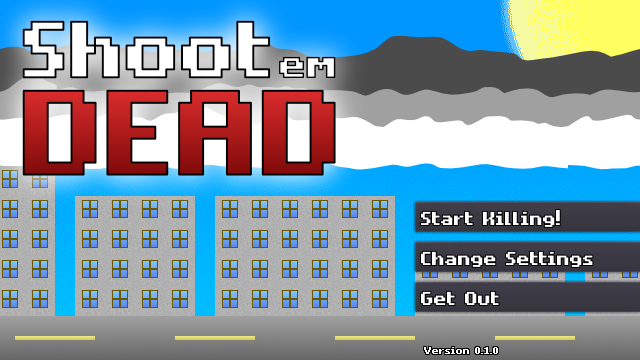 Shoot em
DEAD
Start Killing!
Change Settings
Get Out
Version 0.1.0